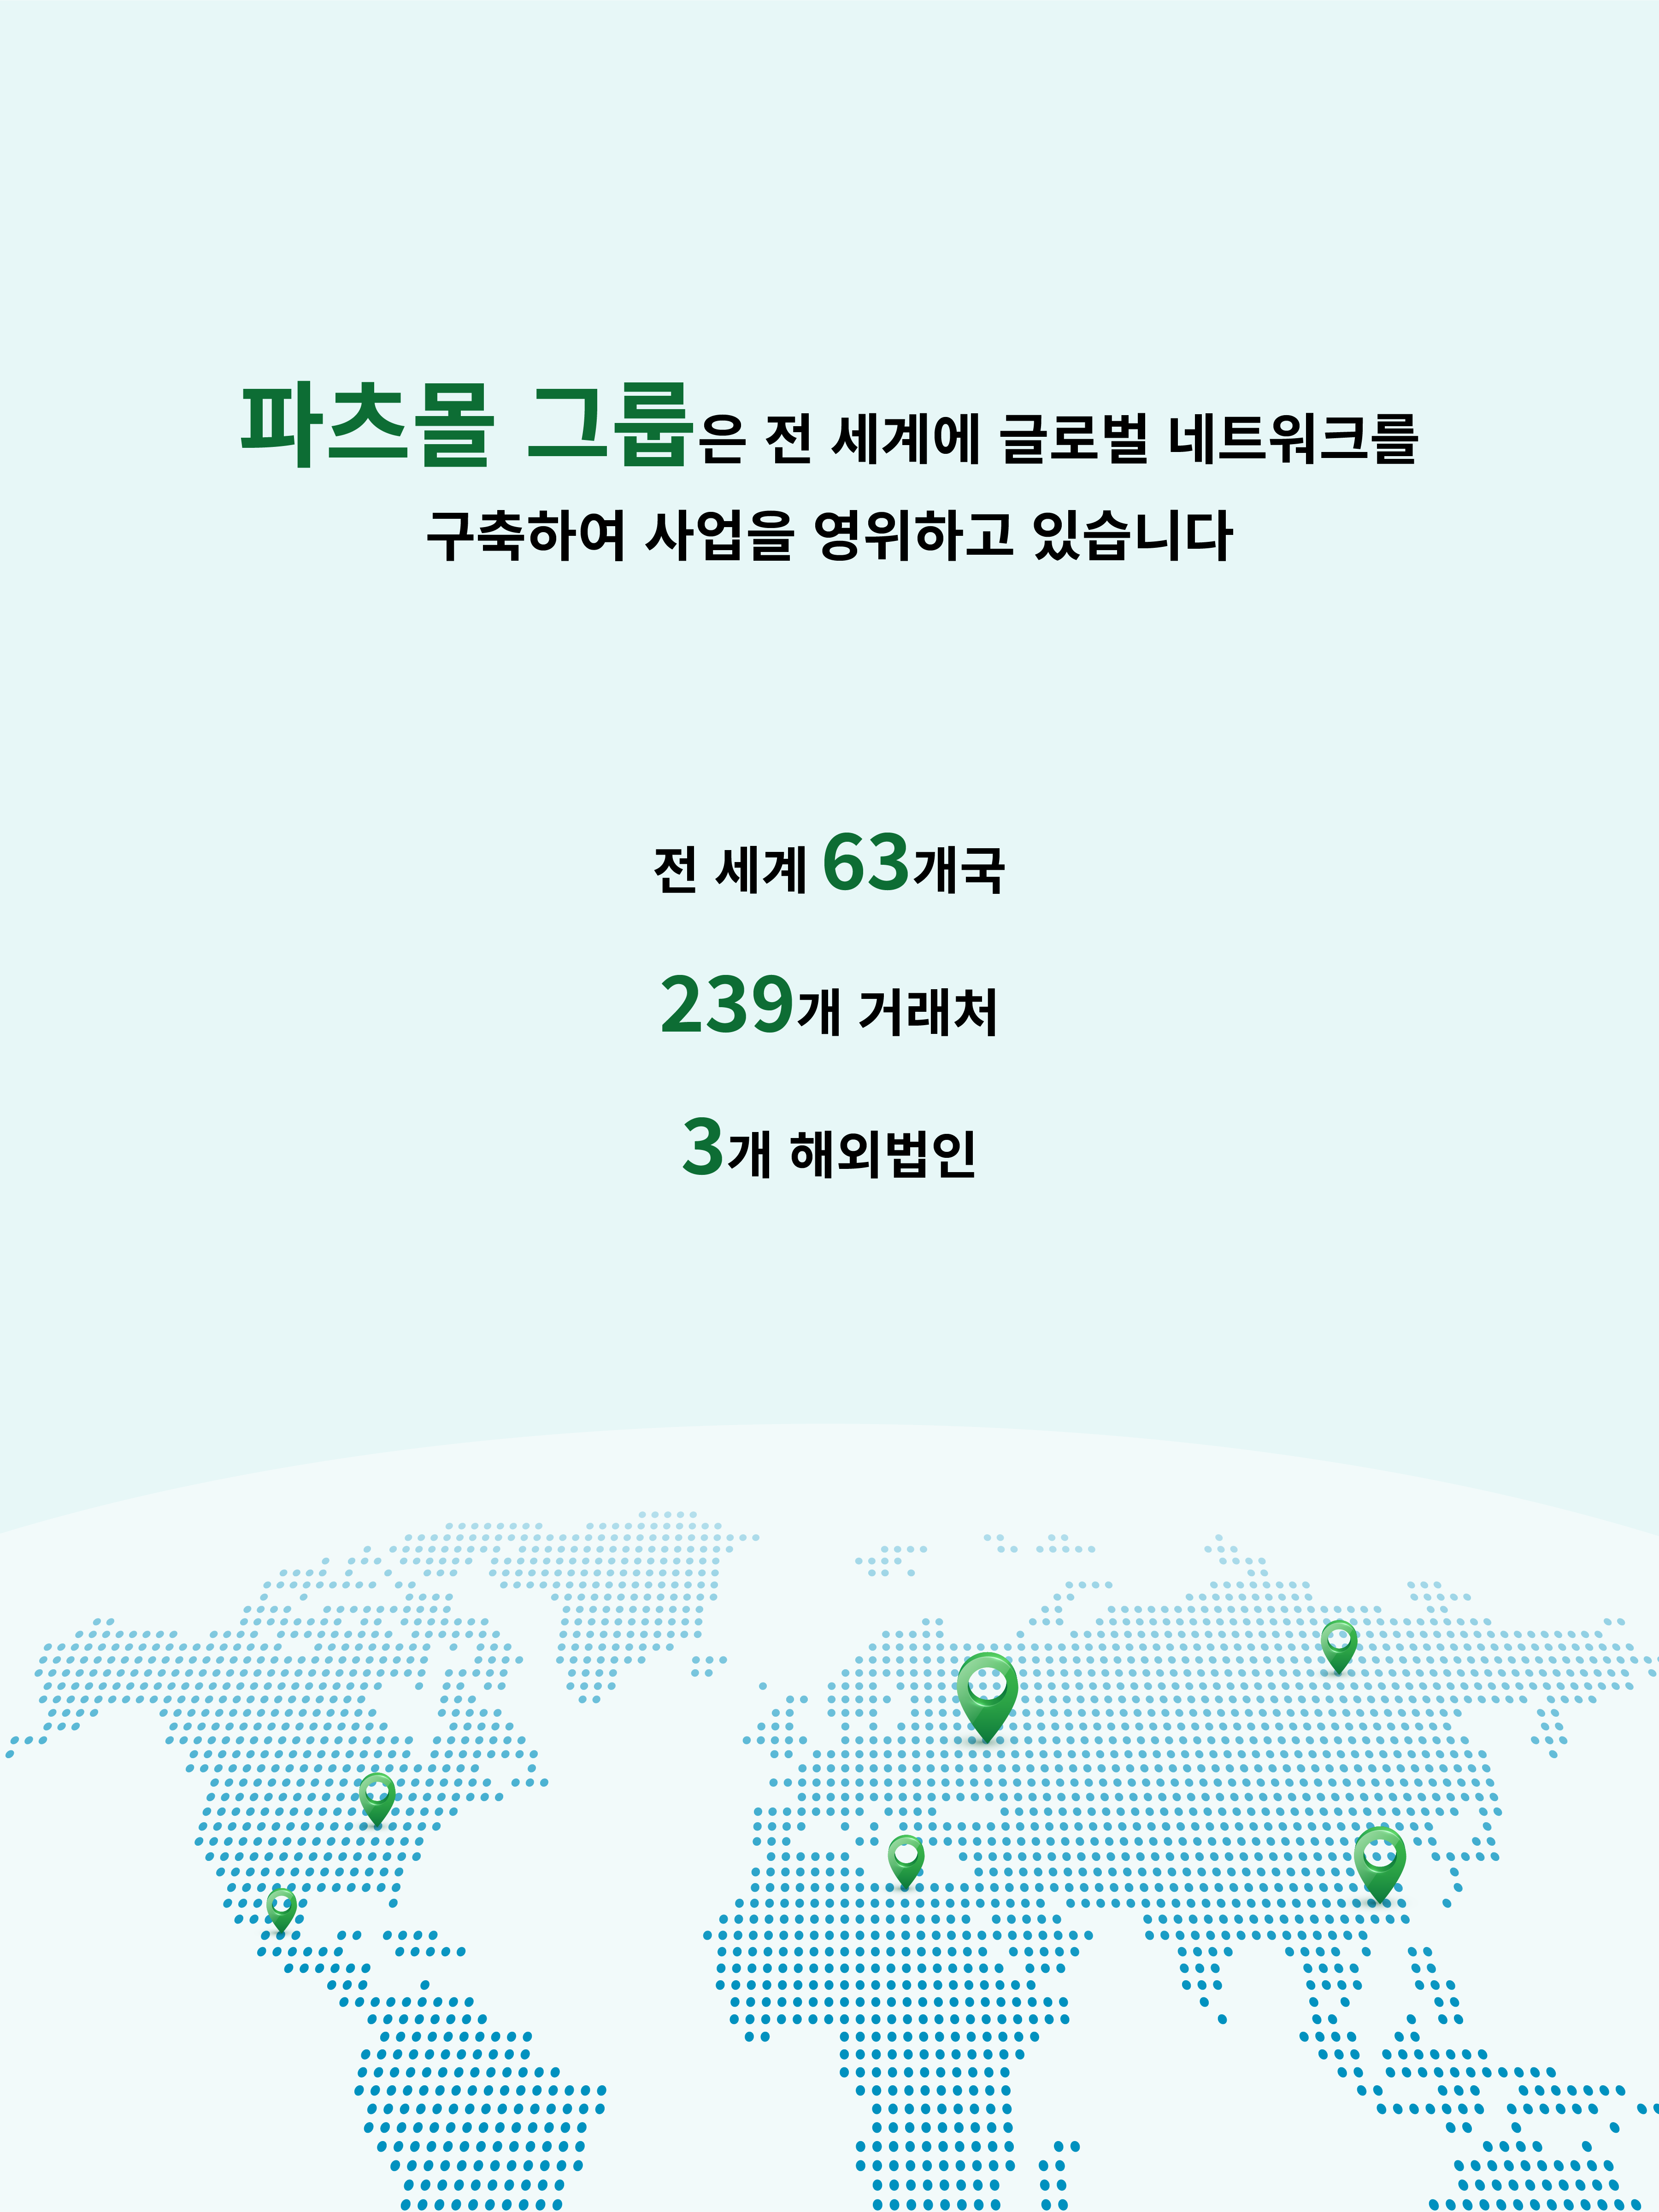 파츠몰 그룹은 전 세계에 글로벌 네트워크를
구축하여 사업을 영위하고 있습니다
전 세계 63개국
239개 거래처
3개 해외법인